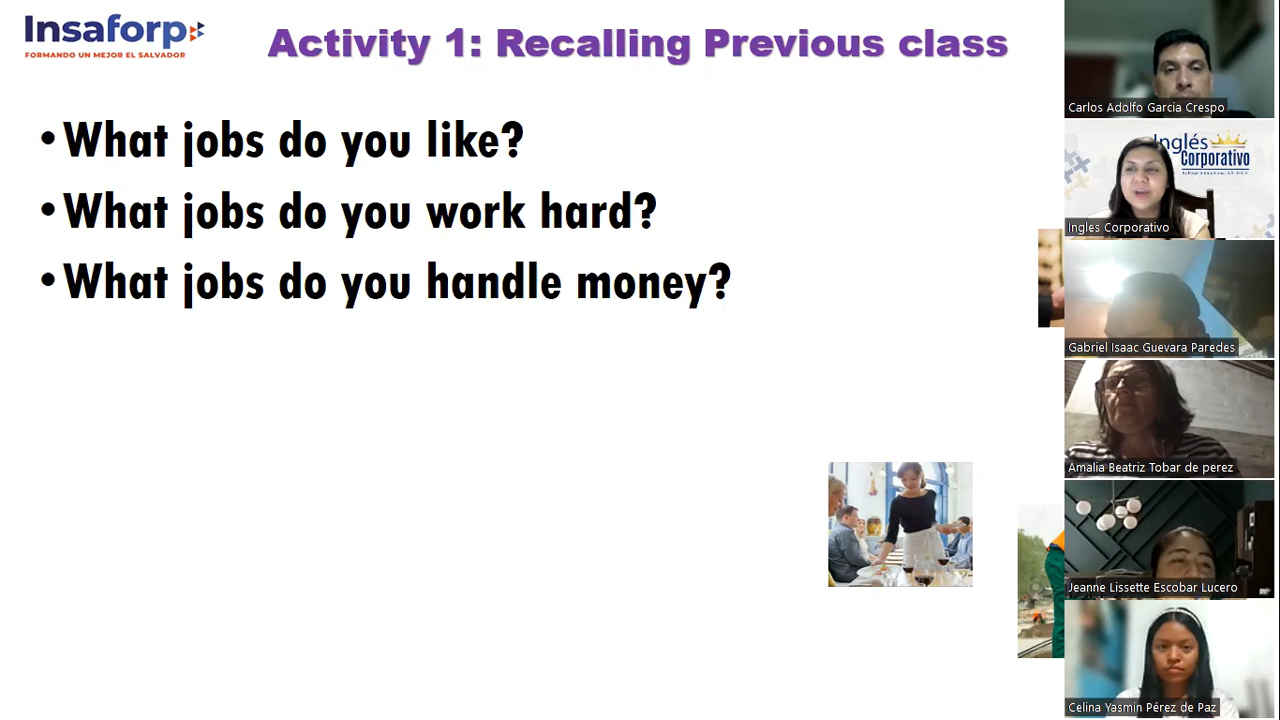 Insaforp
FORMANDO UN MEJOR EL SALVADOR
Activity 1: Recalling Previous class
•What jobs do you like?
•What jobs do you work hard?
•What jobs do you handle money?
Carlos Adolfo Garcia Crespo
Inglés
Corporativo
Ingles Corporativo
Gabriel Isaac Guevara Paredes
Amalia Beatriz Tobar de perez
Jeanne Lissette Escobar Lucero
Celina Yasmin Pérez de Paz